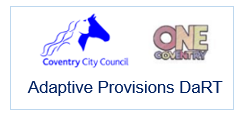 Coventry City Council
ONE
COVENTRY
Adaptive Provisions DaRT